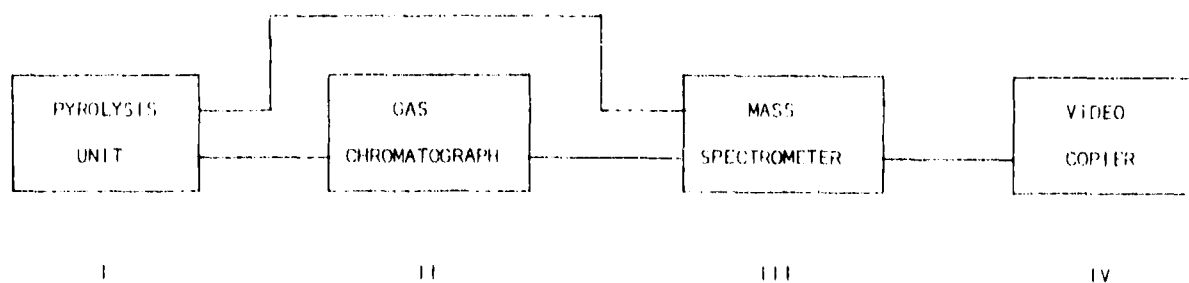 PYROLYSIS
UNIT
GAS
CHROMATOGRAPH
MASS
SPECTROMETER
ViDEO
COPIER
I
II
III
IV